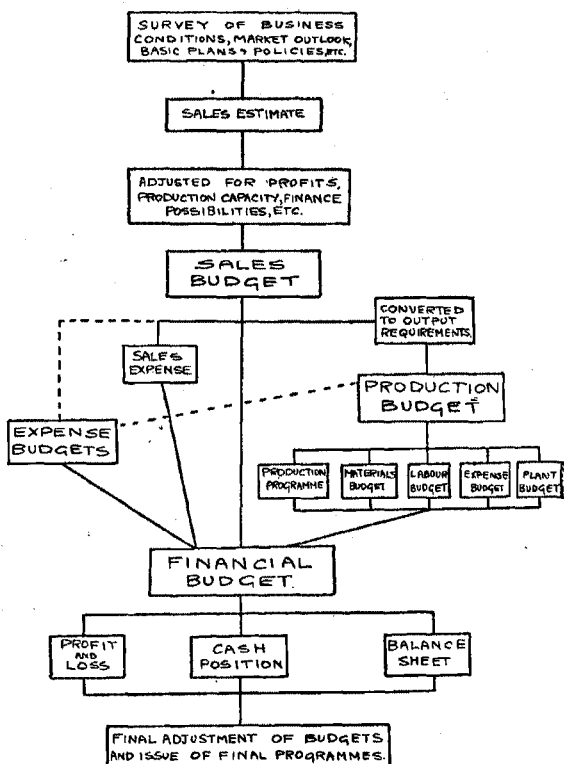 SURVEY OF BUSINESS
CONDITIONS, MARKET OUTLOOK,
BASIC PLANS + POLICIES, ETC.
SALES ESTIMATE
ADJUSTED FOR PROFITS,
PRODUCTION CAPACITY, FINANCE
POSSIBILITIES, ETC.
SALES
BUDGET
CONVERTED
TO OUTPUT
REQUIREMENTS.
SALES
EXPENSE
PRODUCTION
BUDGET
EXPENSE
BUDGETS
PRODUCTION
PROGRAMME
MATERIALS
BUDGET
LABOUR
BUDGET
EXPENSE
BUDGET
PLANT
BUDGET
FINANCIAL
BUDGET.
PROFIT
AND
LOSS
CASH
POSITION
BALANCE
SHEET
FINAL ADJUSTMENT OF BUDGETS
AND ISSUE OF FINAL PROGRAMMES.